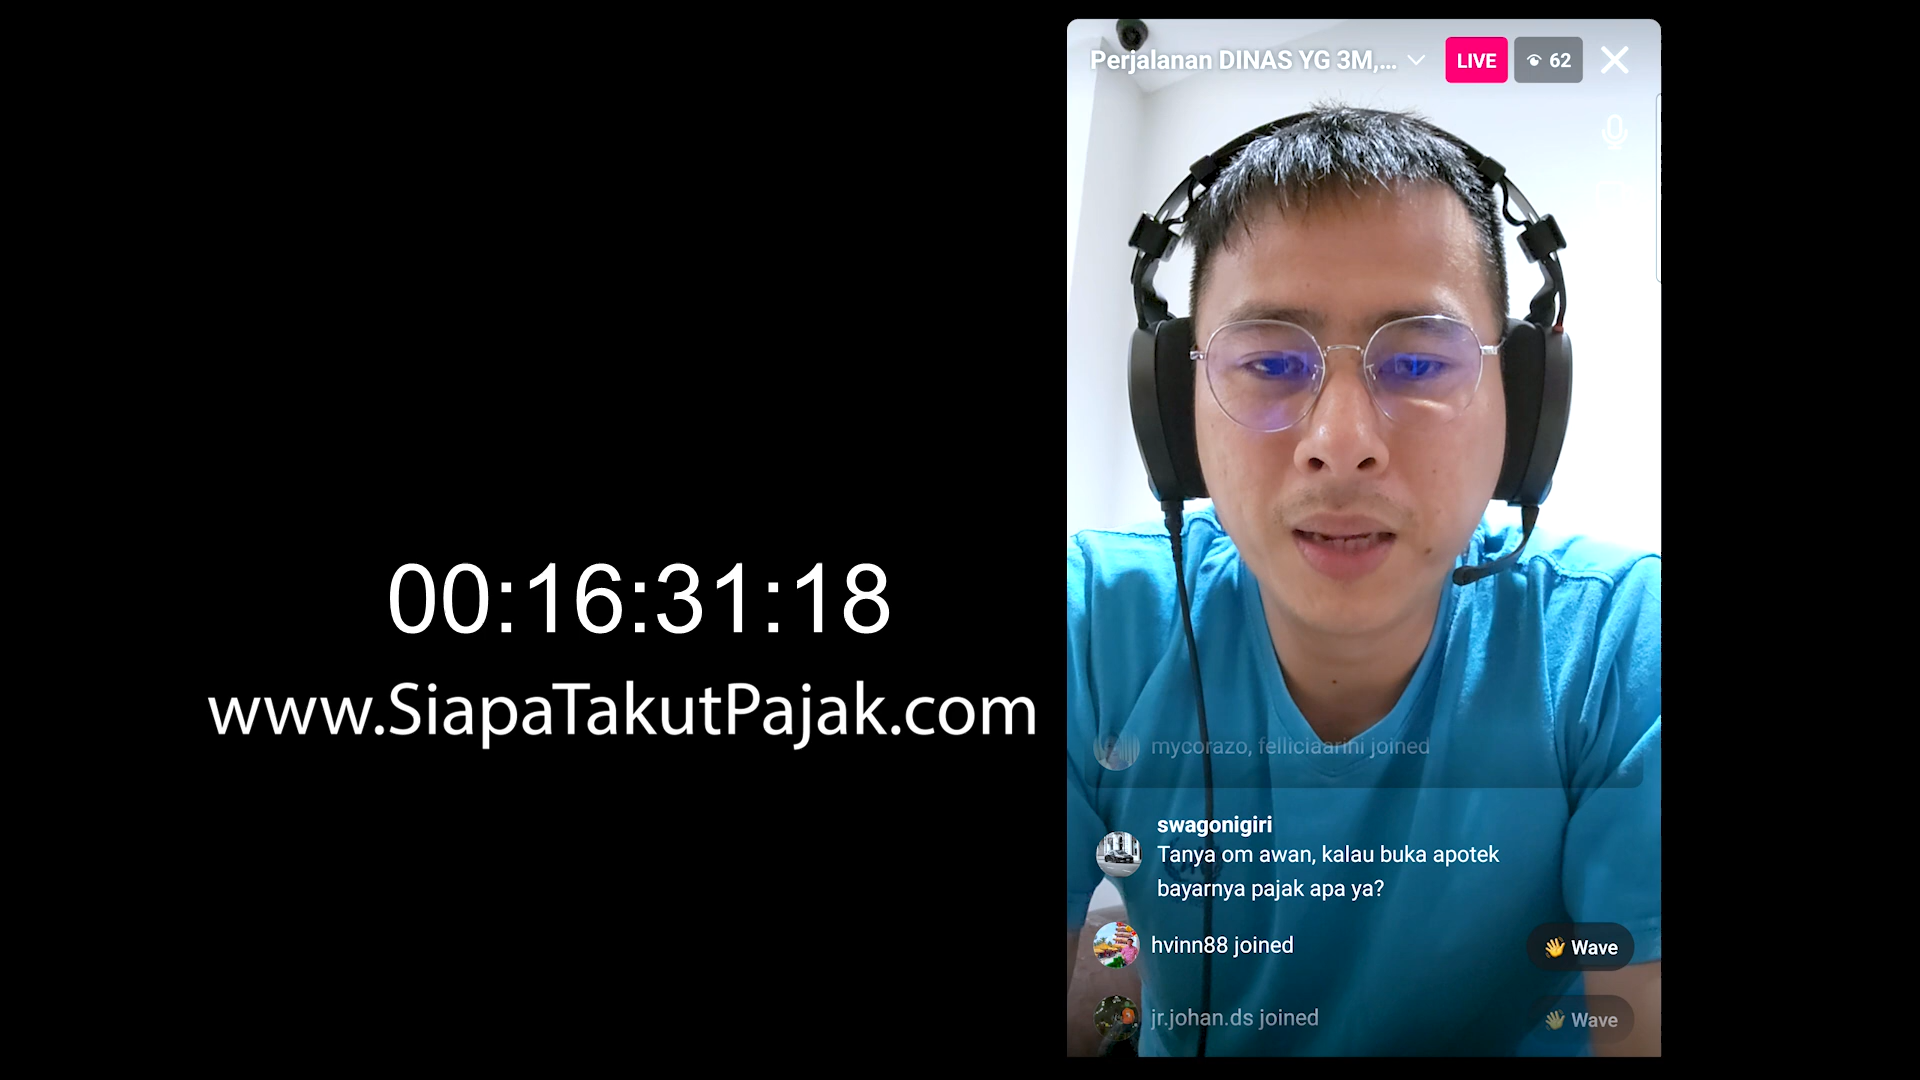 00:16:31:18
www.SiapaTakutPajak.com
Perjalanan DINAS YG 3M,...
LIVE
62
mycorazo, felliciaarini joined
swagonigiri
Tanya om awan, kalau buka apotek
bayarnya pajak apa ya?
hvinn88 joined
Wave
jr.johan.ds joined
Wave